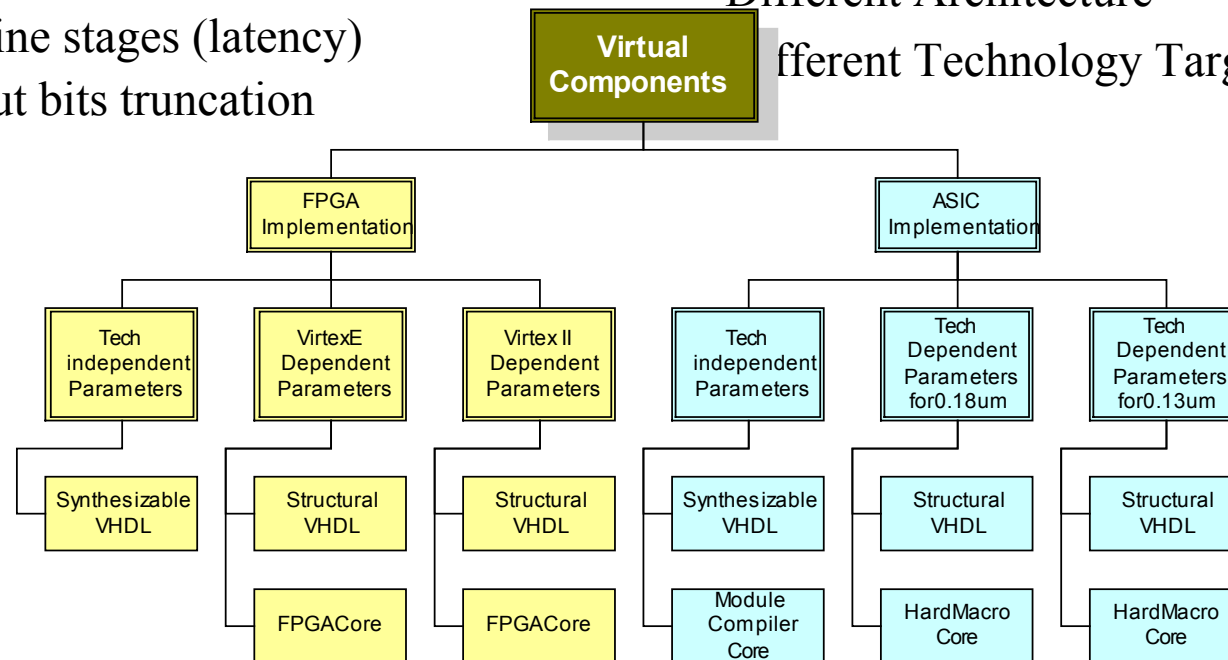 Different Architecture
ine stages (latency)
ut bits truncation
fferent Technology Targ
Virtual
Components
FPGA
Implementation
ASIC
Implementation
Tech
independent
Parameters
VirtexE
Dependent
Parameters
Virtex II
Dependent
Parameters
Tech
independent
Parameters
Tech
Dependent
Parameters
for0.18um
Tech
Dependent
Parameters
for0.13um
Synthesizable
VHDL
Structural
VHDL
Structural
VHDL
Synthesizable
VHDL
Structural
VHDL
Structural
VHDL
FPGACore
FPGACore
Module
Compiler
Core
HardMacro
Core
HardMacro
Core